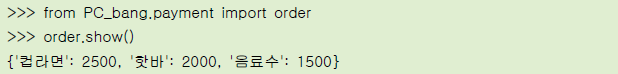 >>> from PC_bang.payment import order
>>> order.show()
{'컵라면': 2500, '핫바': 2000, '음료수': 1500}